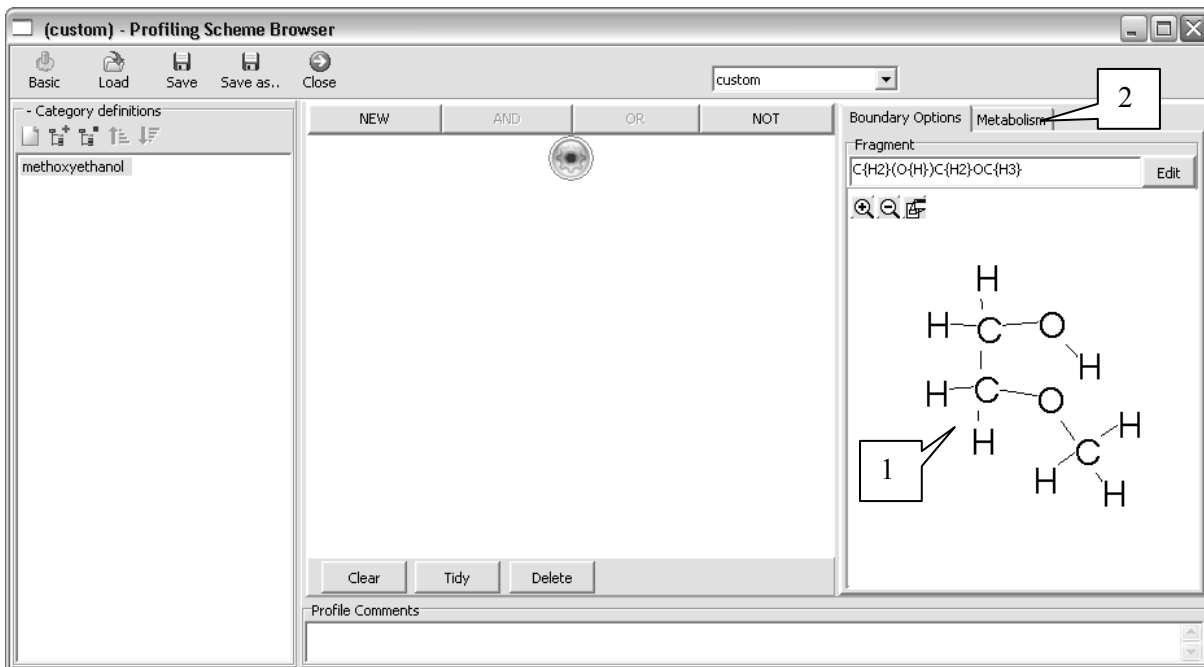 (custom) - Profiling Scheme Browser
Basic Load Save Save as.. Close
custom
- Category definitions
methoxyethanol
NEW AND OR NOT
Boundary Options Metabolism
2
Fragment
C{H2}(O{H})C{H2}OC{H3}
Edit
H
H C O
H
H C O
H
1
H
C
H
H
Clear Tidy Delete
Profile Comments